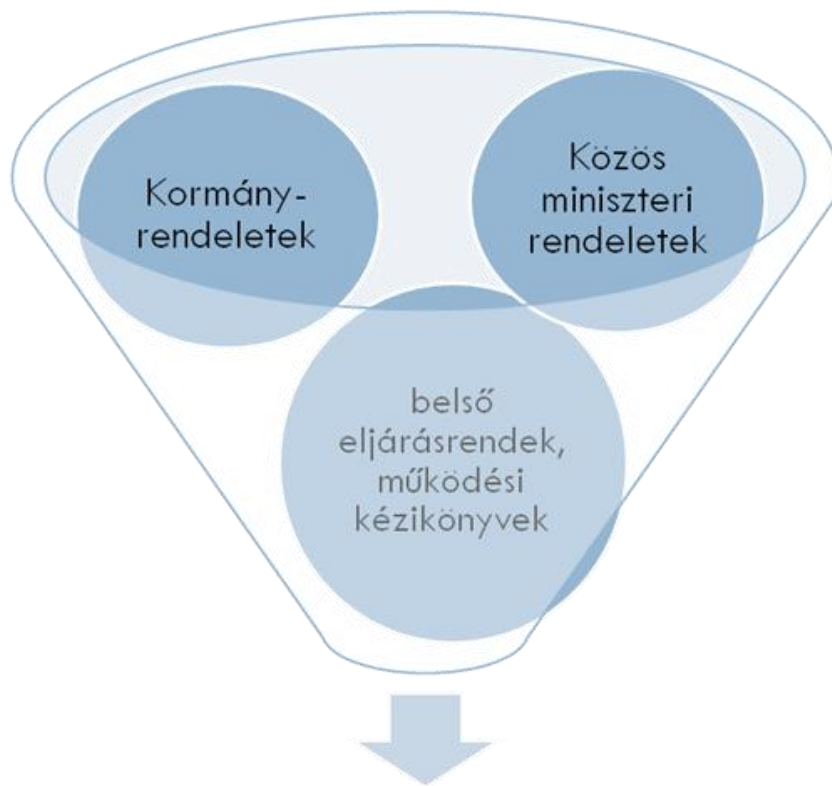 Kormány-
rendeletek
Közös
miniszteri
rendeletek
belső
eljárásrendek,
működési
kézikönyvek